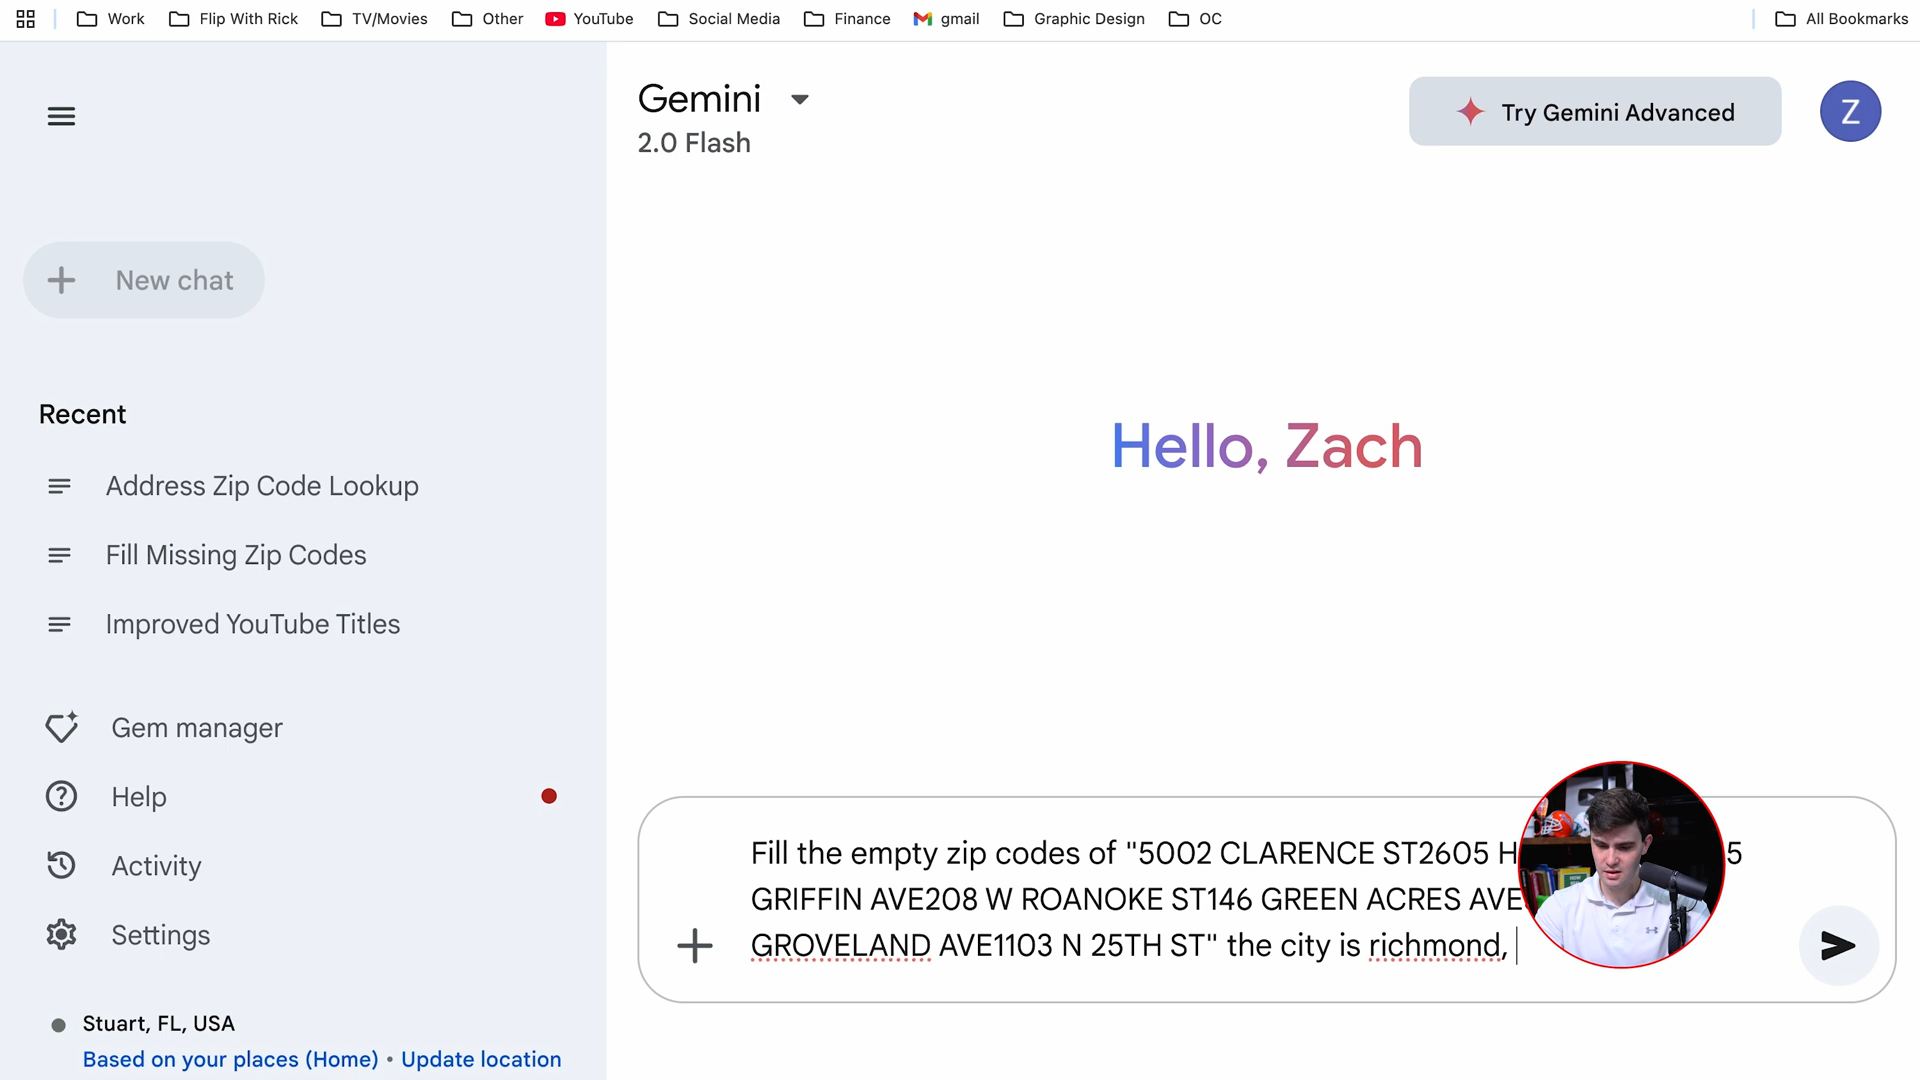 Work Flip With Rick TV/Movies Other YouTube Social Media Finance gmail Graphic Design OC All Bookmarks
Gemini
2.0 Flash
Try Gemini Advanced
Z
New chat
Recent
Address Zip Code Lookup
Fill Missing Zip Codes
Improved YouTube Titles
Gem manager
Help
Activity
Settings
Stuart, FL, USA
Based on your places (Home) • Update location
Hello, Zach
Fill the empty zip codes of "5002 CLARENCE ST2605 H 5
GRIFFIN AVE208 W ROANOKE ST146 GREEN ACRES AVE
GROVELAND AVE1103 N 25TH ST" the city is richmond,